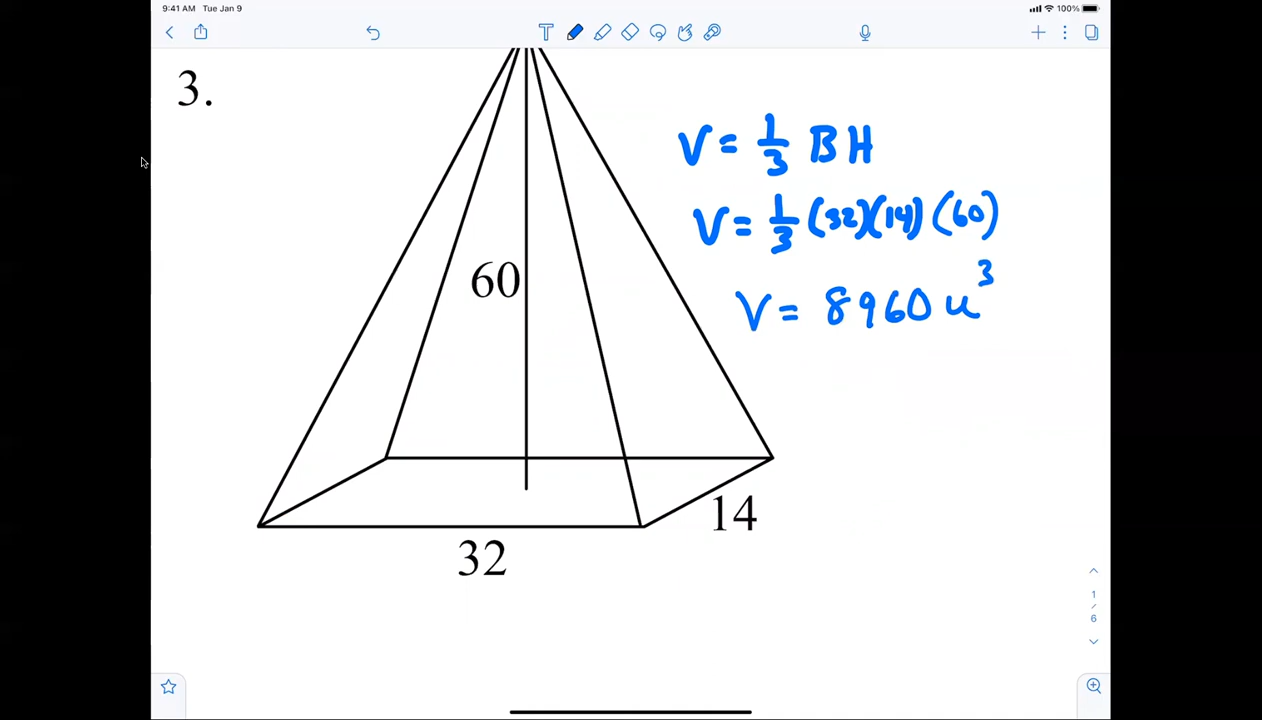 9:41 AM Tue Jan 9
100%
T
3.
V = 1/3 BH
V = 1/3 (32)(14)(60)
V = 8960 u³
60
14
32
1
/
6